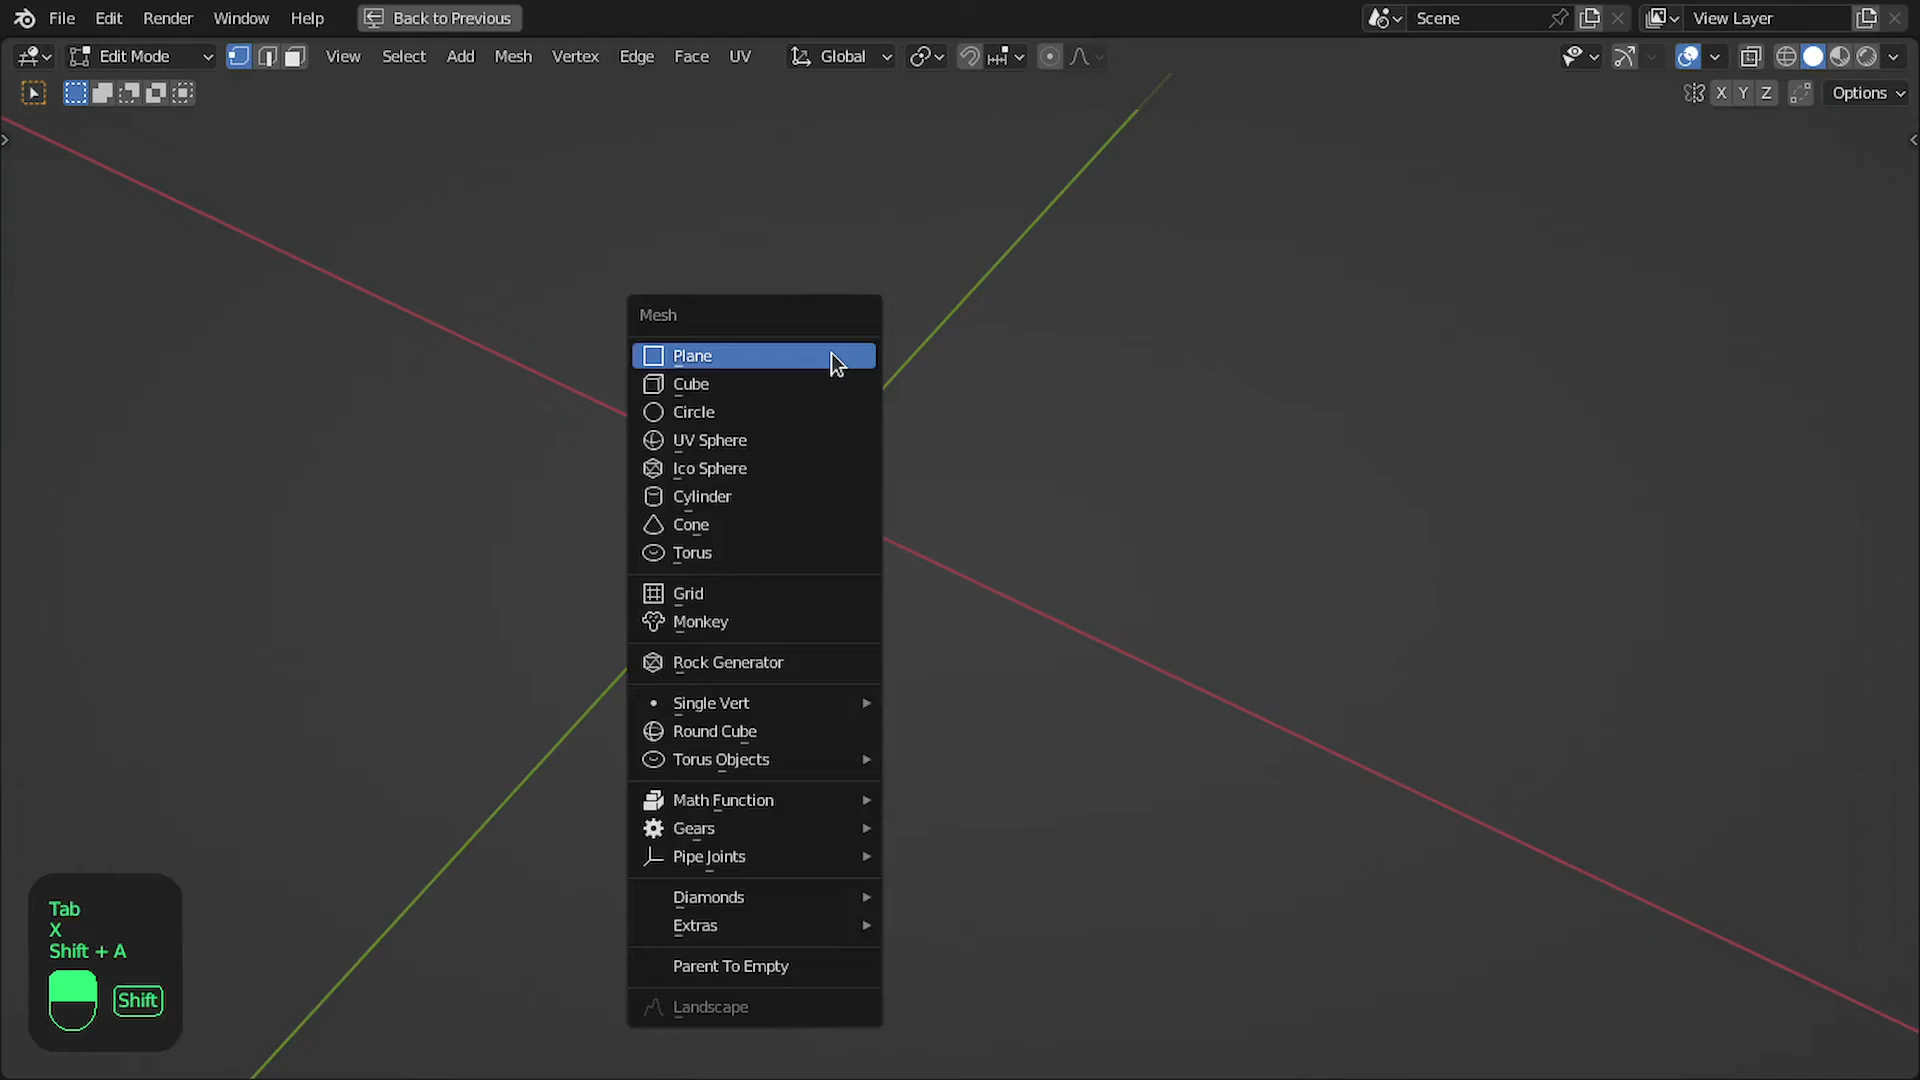 File Edit Render Window Help Back to Previous Scene View Layer
Edit Mode View Select Add Mesh Vertex Edge Face UV Global
X Y Z Options
Mesh
Plane
Cube
Circle
UV Sphere
Ico Sphere
Cylinder
Cone
Torus
Grid
Monkey
Rock Generator
Single Vert
Round Cube
Torus Objects
Math Function
Gears
Pipe Joints
Diamonds
Extras
Parent To Empty
Landscape
Tab
X
Shift + A
Shift